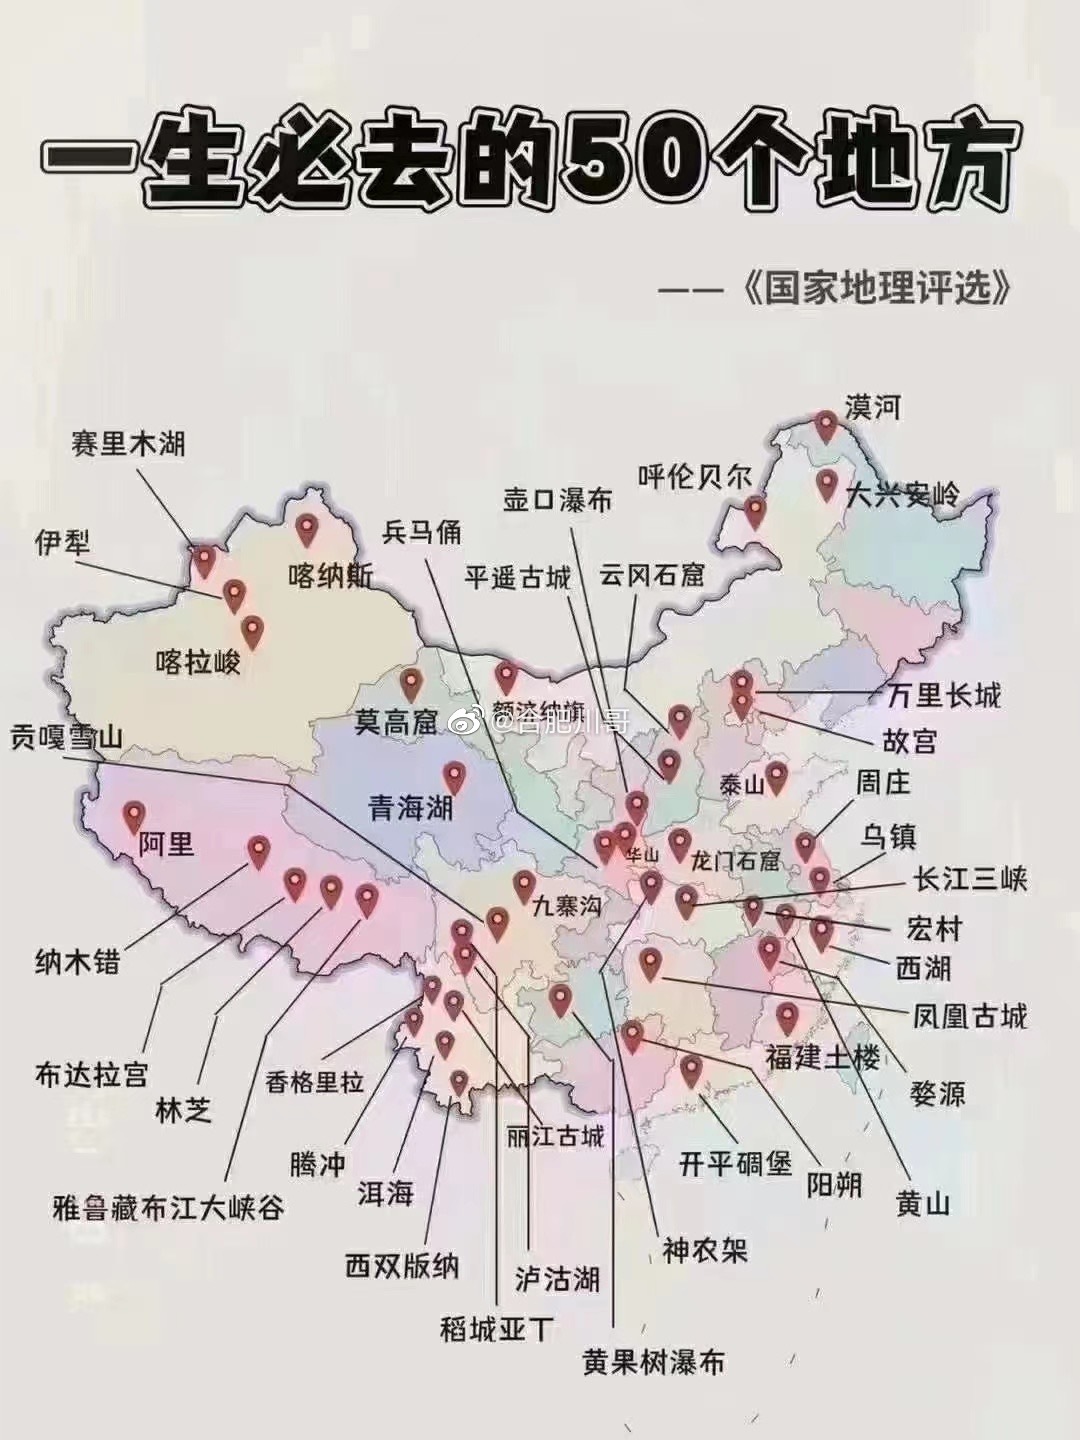 一生必去的50个地方
——《国家地理评选》
漠河
赛里木湖
呼伦贝尔
大兴安岭
壶口瀑布
兵马俑
伊犁
喀纳斯
平遥古城
云冈石窟
喀拉峻
万里长城
莫高窟
额济纳旗
@合肥川哥
贡嘎雪山
故宫
泰山
周庄
青海湖
阿里
乌镇
华山
龙门石窟
长江三峡
九寨沟
宏村
纳木错
西湖
凤凰古城
福建土楼
布达拉宫
香格里拉
婺源
林芝
丽江古城
腾冲
开平碉堡
洱海
阳朔
雅鲁藏布江大峡谷
黄山
神农架
西双版纳
泸沽湖
稻城亚丁
黄果树瀑布